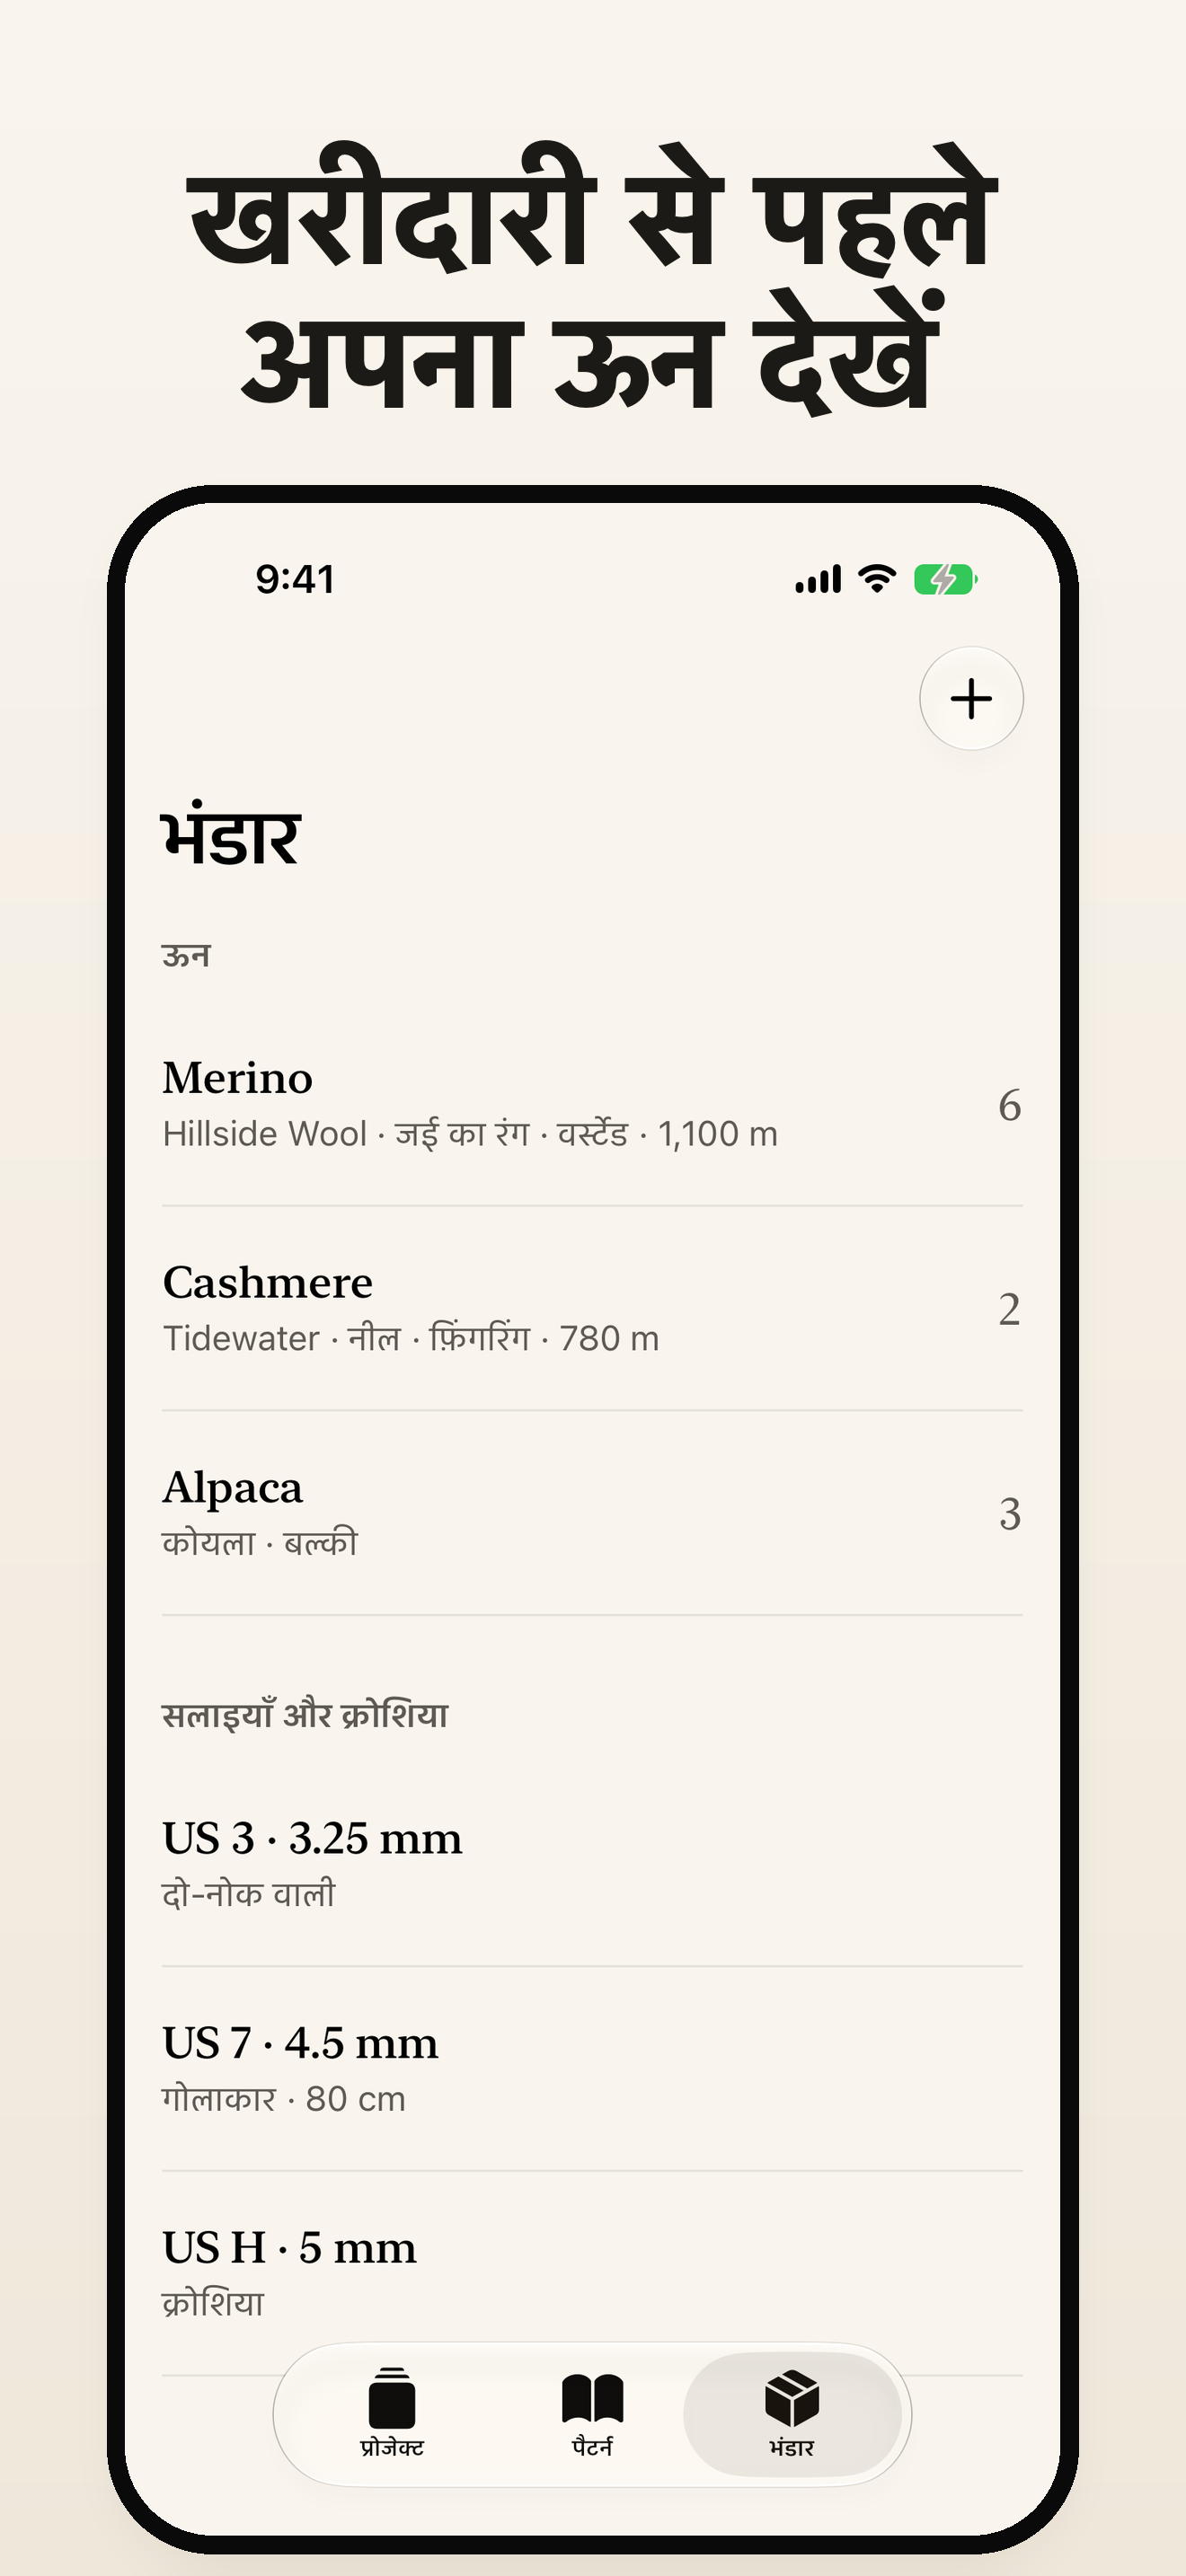 खरीदारी से पहले
अपना ऊन देखें
9:41
भंडार
ऊन
Merino
6
Hillside Wool · जई का रंग · वर्स्टेड · 1,100 m
Cashmere
2
Tidewater · नील · फ़िंगरिंग · 780 m
Alpaca
3
कोयला · बल्की
सलाइयाँ और क्रोशिया
US 3 · 3.25 mm
दो-नोक वाली
US 7 · 4.5 mm
गोलाकार · 80 cm
US H · 5 mm
क्रोशिया
प्रोजेक्ट
पैटर्न
भंडार